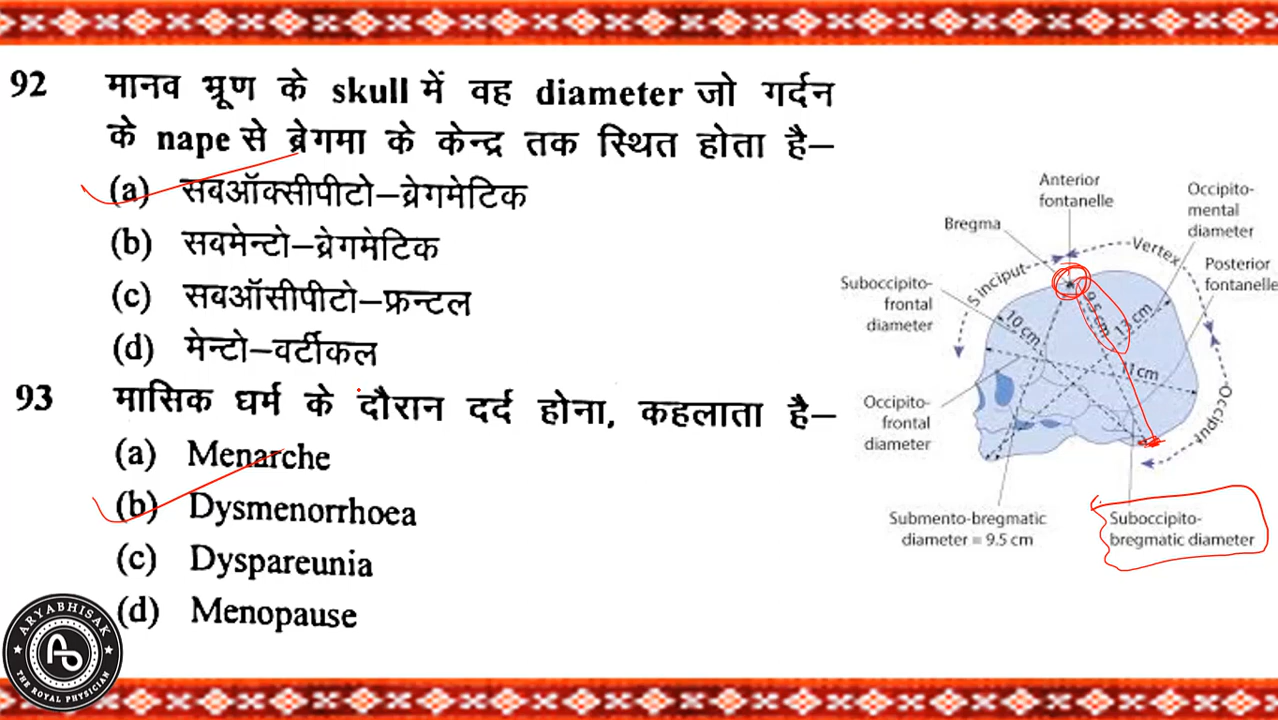 92 मानव भ्रूण के skull में वह diameter जो गर्दन
के nape से ब्रेगमा के केन्द्र तक स्थित होता है–
(a) सबऑक्सीपीटो–ब्रेगमेटिक
(b) सबमेन्टो–ब्रेगमेटिक
(c) सबऑसीपीटो–फ्रन्टल
(d) मेन्टो–वर्टीकल
93 मासिक धर्म के दौरान दर्द होना, कहलाता है–
(a) Menarche
(b) Dysmenorrhoea
(c) Dyspareunia
(d) Menopause
Anterior
fontanelle
Bregma
Occipito-
mental
diameter
Vertex
Posterior
fontanelle
Sinciput
Suboccipito-
frontal
diameter
9.5 cm
13 cm
10 cm
11cm
Occiput
Occipito-
frontal
diameter
Submento-bregmatic
diameter = 9.5 cm
Suboccipito-
bregmatic diameter
ARYABHISAK
THE ROYAL PHYSICIAN